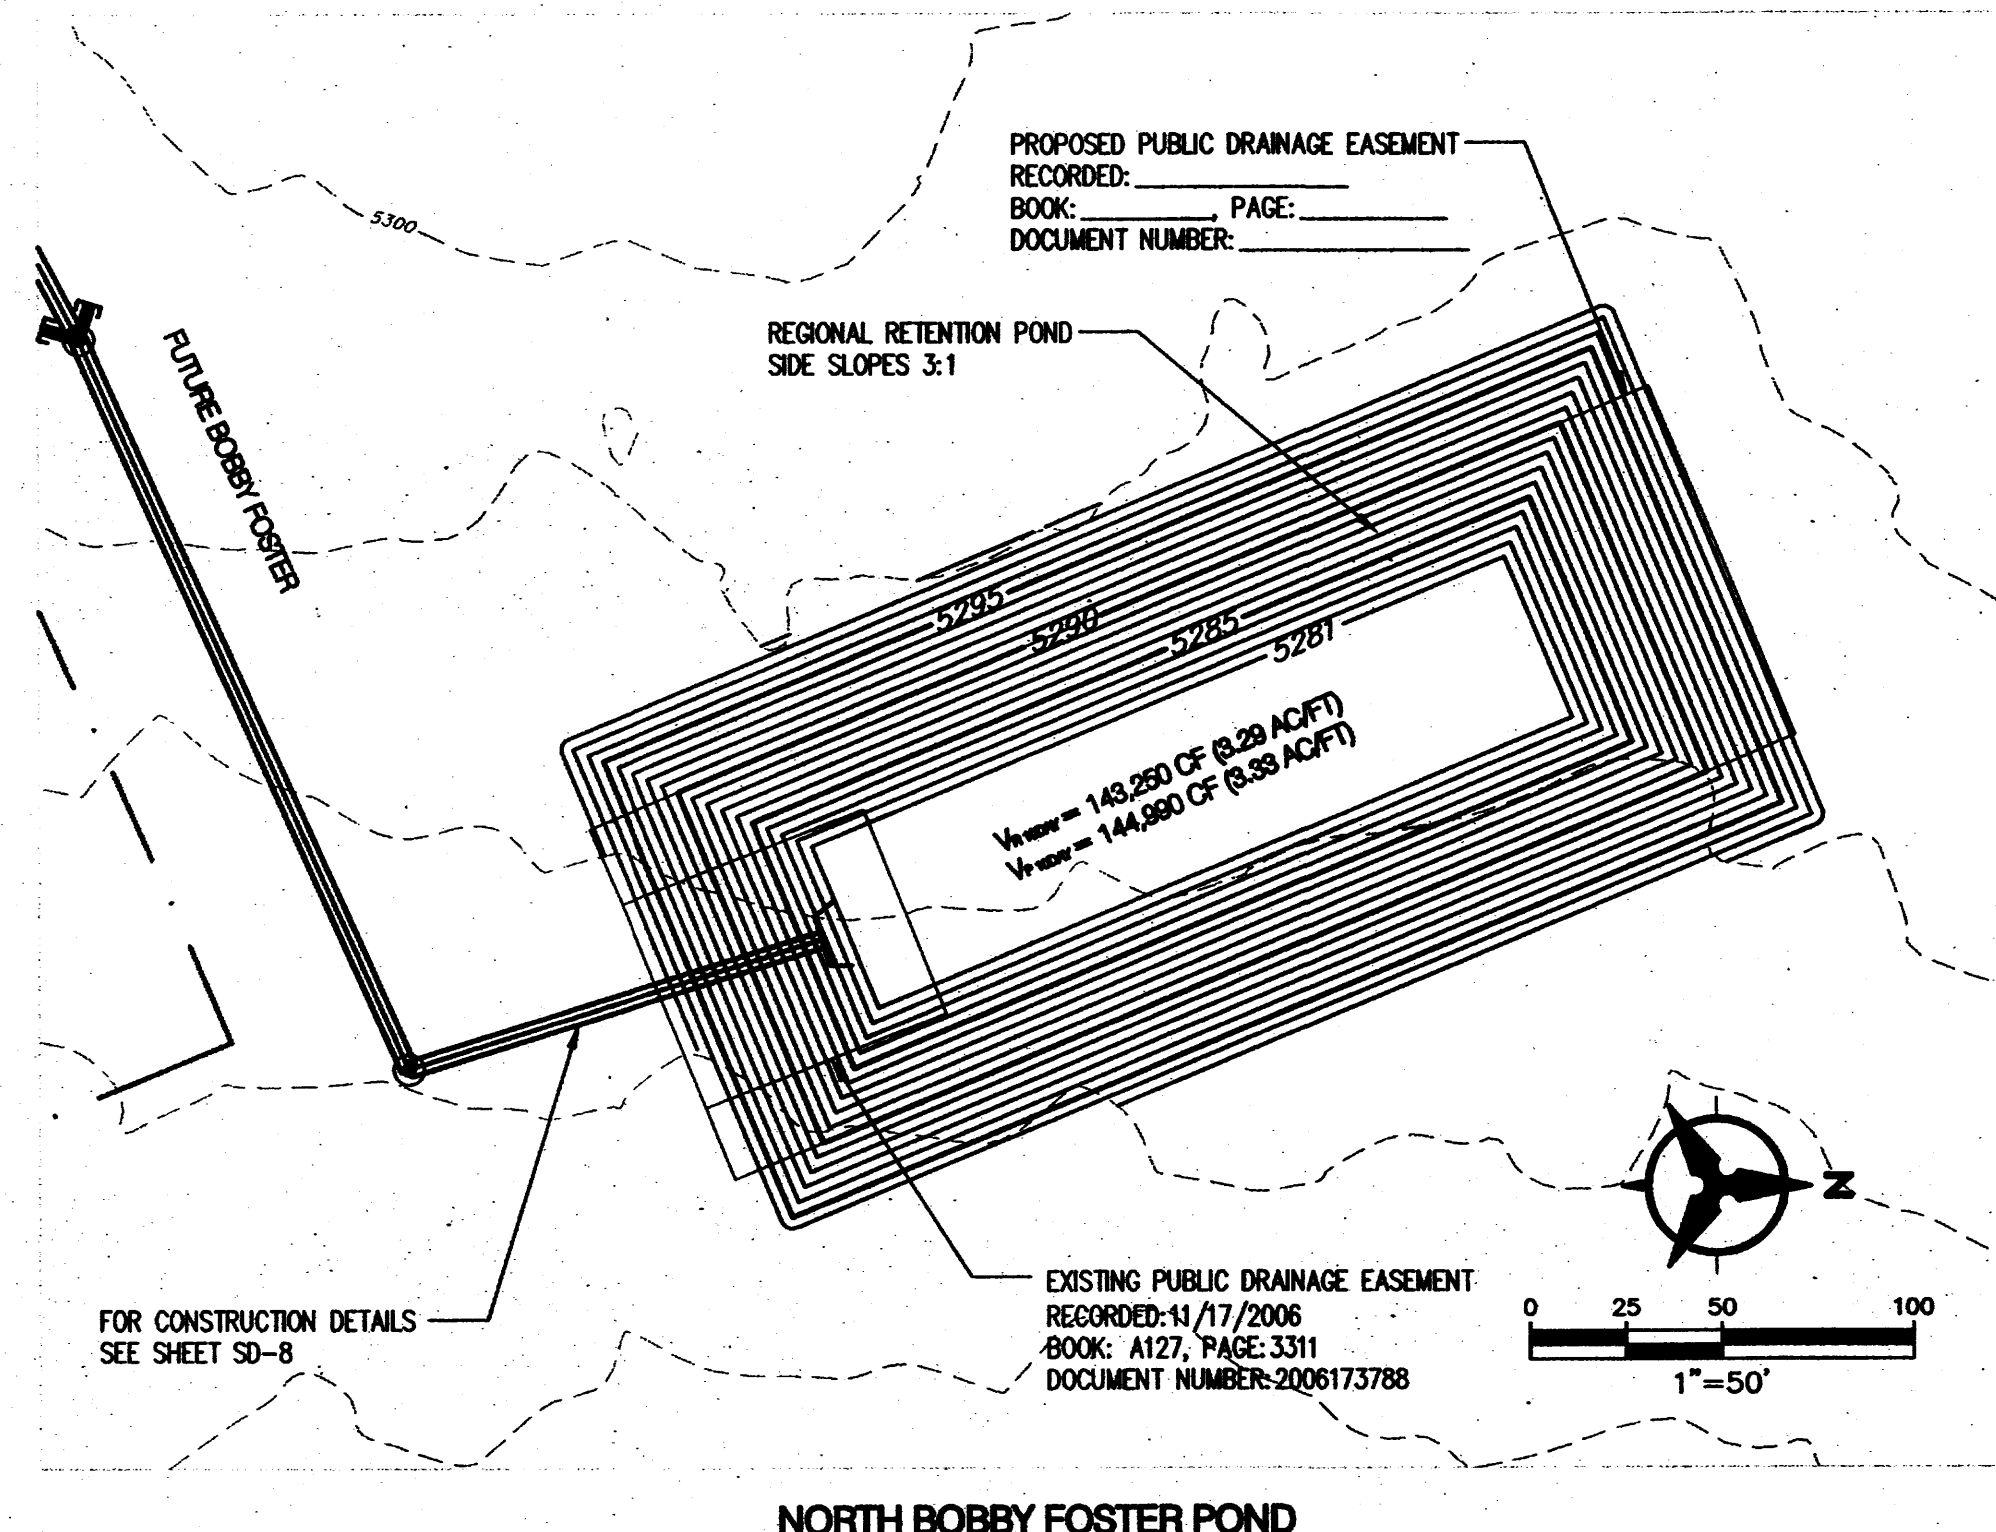 PROPOSED PUBLIC DRAINAGE EASEMENT
RECORDED:
BOOK: , PAGE:
DOCUMENT NUMBER:
5300
REGIONAL RETENTION POND
SIDE SLOPES 3:1
FUTURE BOBBY FOSTER
5295
5290
5285
5281
V = 143,250 CF (3.29 AC/FT)
V = 144,990 CF (3.33 AC/FT)
N
EXISTING PUBLIC DRAINAGE EASEMENT
RECORDED: 11/17/2006
BOOK: A127, PAGE: 3311
DOCUMENT NUMBER: 2006173788
FOR CONSTRUCTION DETAILS
SEE SHEET SD-8
0 25 50 100
1"=50'
NORTH BOBBY FOSTER POND